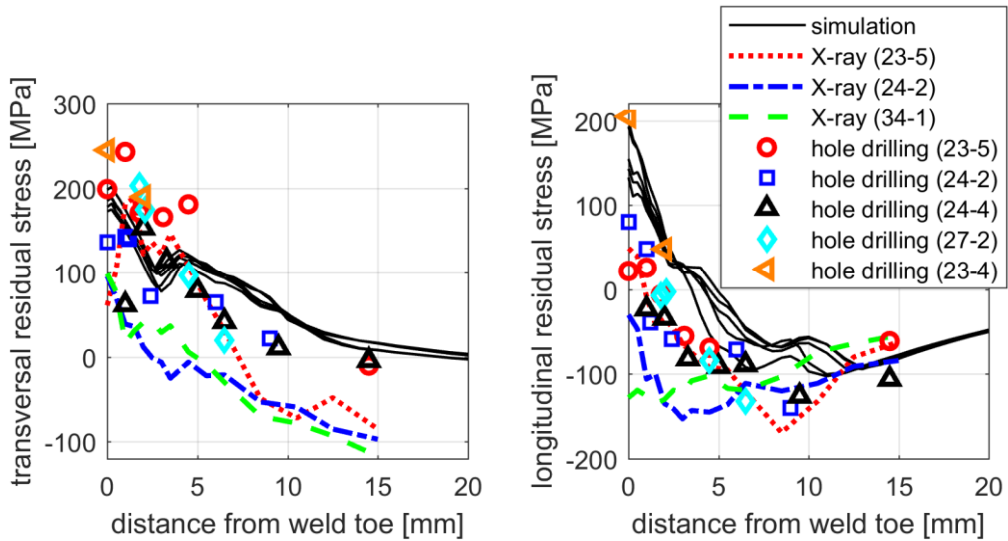 transversal residual stress [MPa]
300
200
100
0
-100
0 5 10 15 20
distance from weld toe [mm]
longitudinal residual stress [MPa]
200
100
0
-100
-200
0 5 10 15 20
distance from weld toe [mm]
simulation
X-ray (23-5)
X-ray (24-2)
X-ray (34-1)
hole drilling (23-5)
hole drilling (24-2)
hole drilling (24-4)
hole drilling (27-2)
hole drilling (23-4)